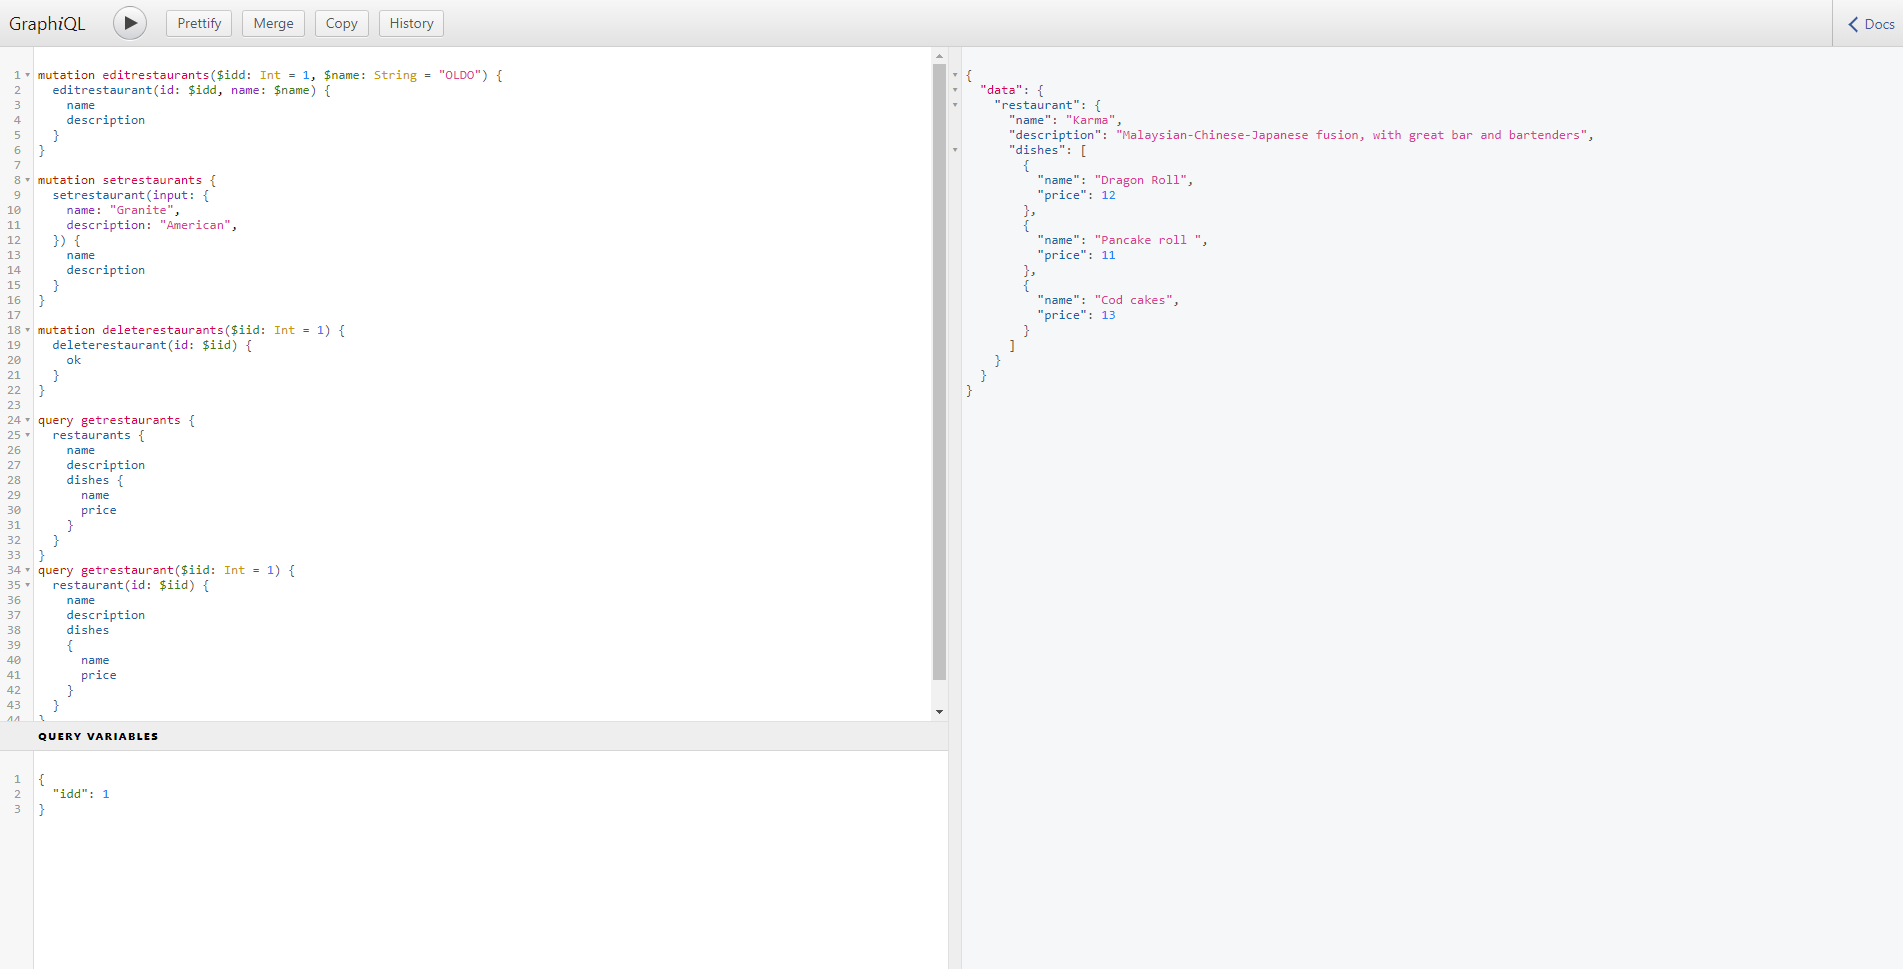 GraphiQL
Prettify
Merge
Copy
History
Docs
1 mutation editrestaurants($idd: Int = 1, $name: String = "OLDO") {
2   editrestaurant(id: $idd, name: $name) {
3     name
4     description
5   }
6 }
7
8 mutation setrestaurants {
9   setrestaurant(input: {
10     name: "Granite",
11     description: "American",
12   }) {
13     name
14     description
15   }
16 }
17
18 mutation deleterestaurants($iid: Int = 1) {
19   deleterestaurant(id: $iid) {
20     ok
21   }
22 }
23
24 query getrestaurants {
25   restaurants {
26     name
27     description
28     dishes {
29       name
30       price
31     }
32   }
33 }
34 query getrestaurant($iid: Int = 1) {
35   restaurant(id: $iid) {
36     name
37     description
38     dishes
39     {
40       name
41       price
42     }
43   }
44 }
QUERY VARIABLES
1 {
2   "idd": 1
3 }
{
  "data": {
    "restaurant": {
      "name": "Karma",
      "description": "Malaysian-Chinese-Japanese fusion, with great bar and bartenders",
      "dishes": [
        {
          "name": "Dragon Roll",
          "price": 12
        },
        {
          "name": "Pancake roll ",
          "price": 11
        },
        {
          "name": "Cod cakes",
          "price": 13
        }
      ]
    }
  }
}